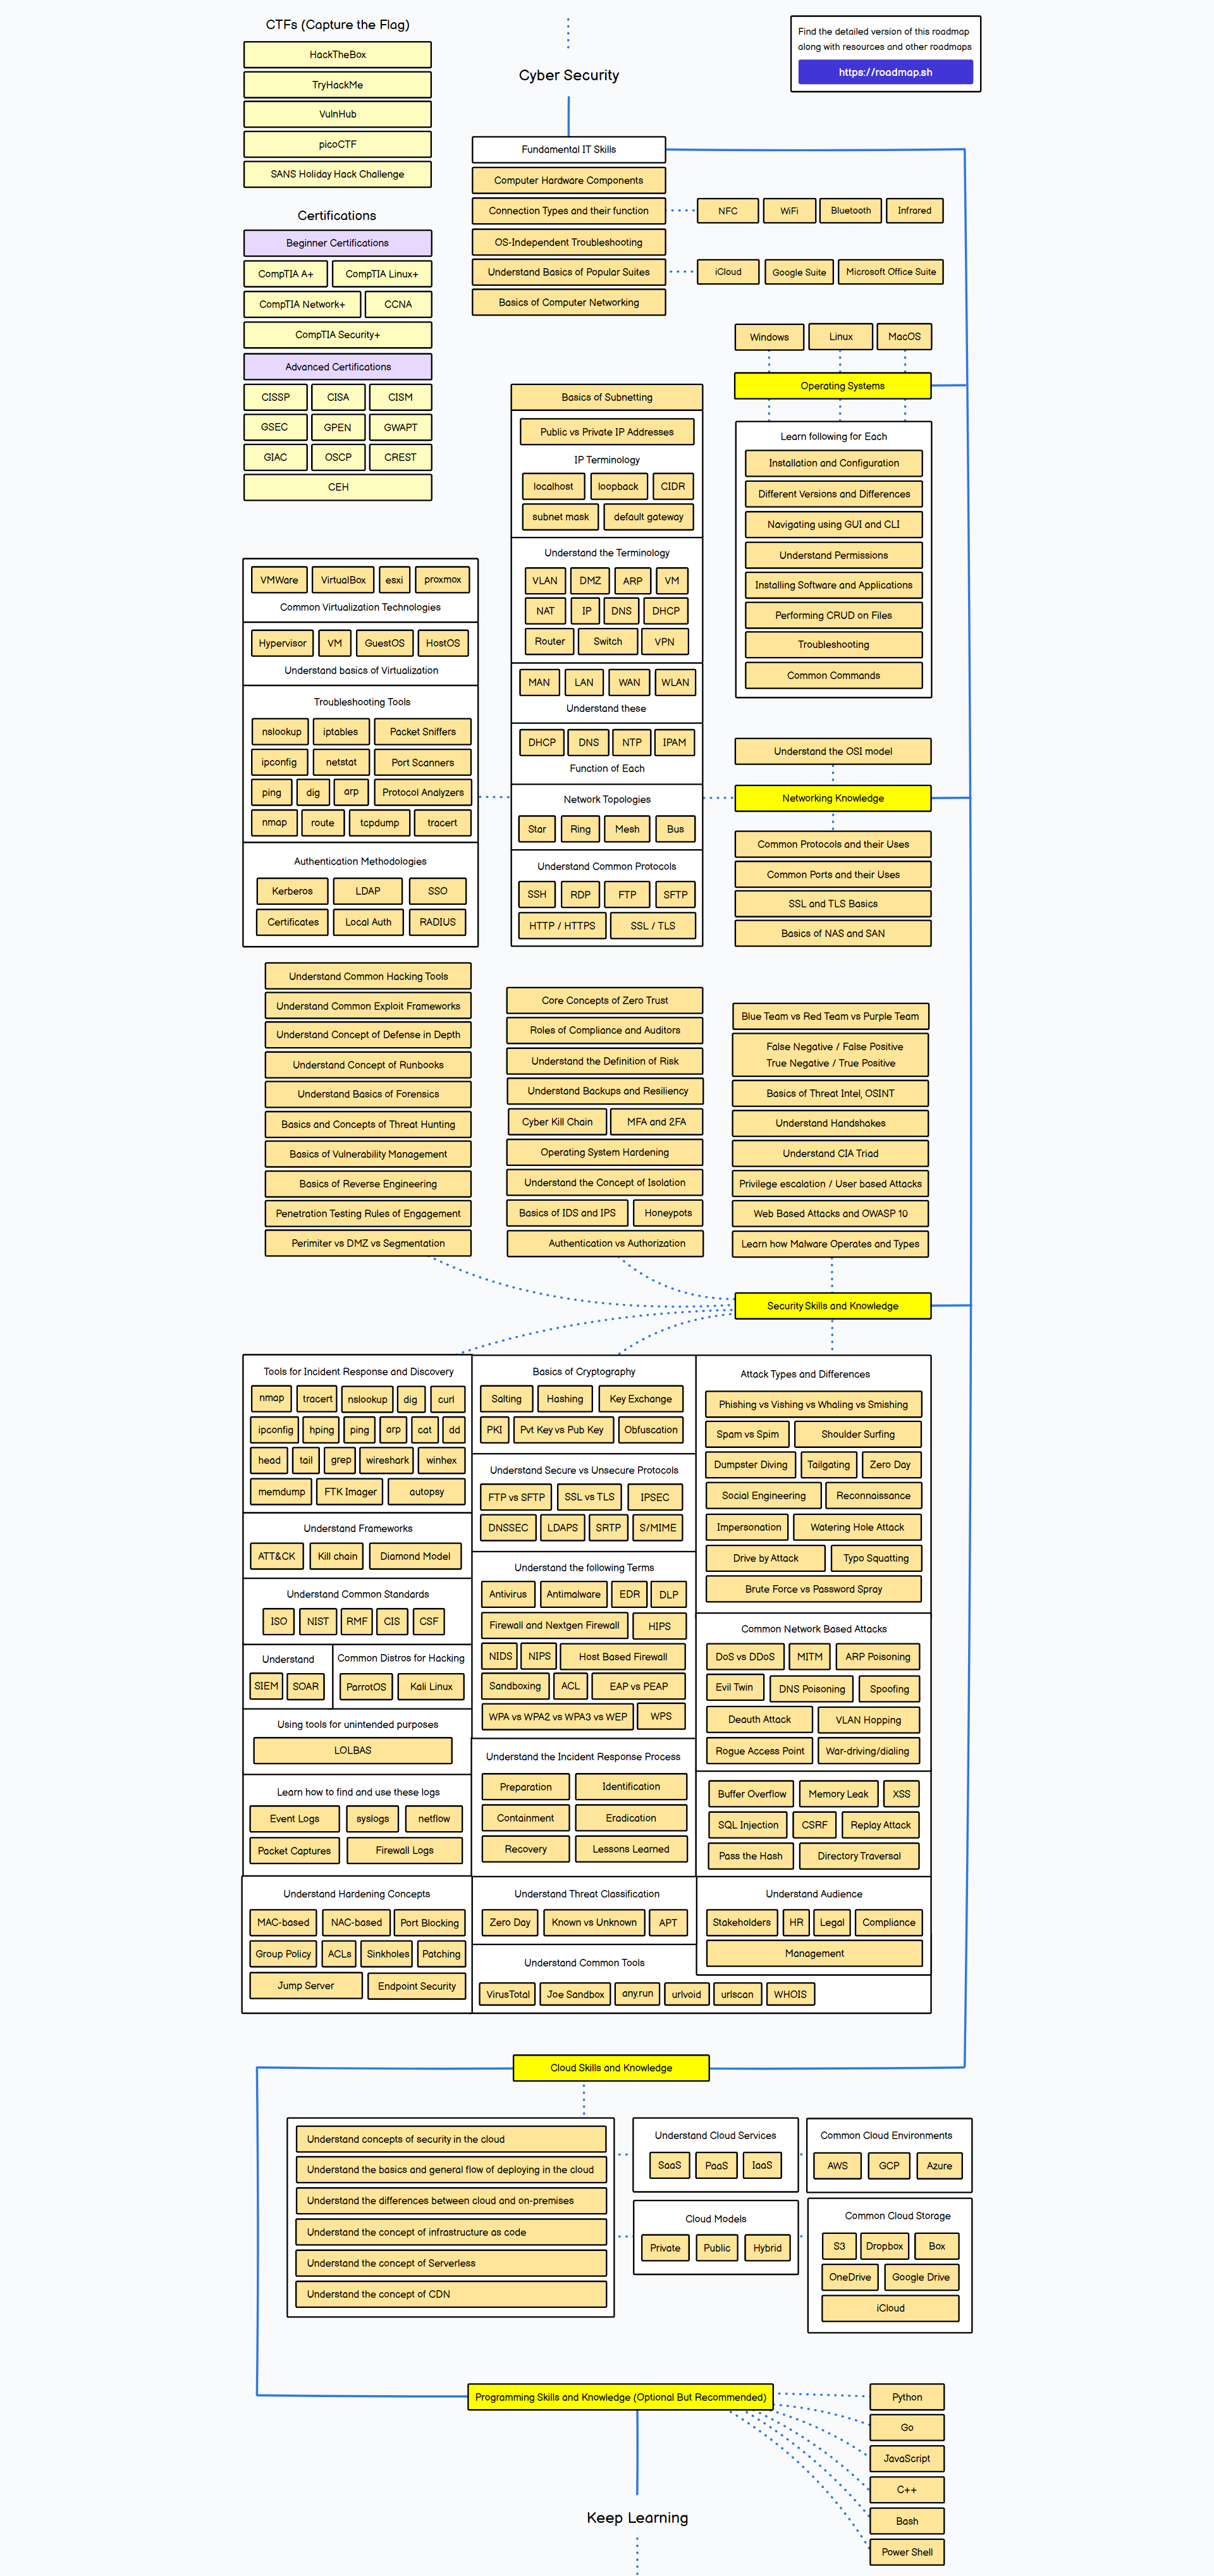 CTFs (Capture the Flag)
HackTheBox
TryHackMe
VulnHub
picoCTF
SANS Holiday Hack Challenge
Cyber Security
Find the detailed version of this roadmap
along with resources and other roadmaps
https://roadmap.sh
Certifications
Beginner Certifications
CompTIA A+
CompTIA Linux+
CompTIA Network+
CCNA
CompTIA Security+
Advanced Certifications
CISSP
CISA
CISM
GSEC
GPEN
GWAPT
GIAC
OSCP
CREST
CEH
Fundamental IT Skills
Computer Hardware Components
Connection Types and their function
NFC
WiFi
Bluetooth
Infrared
OS-Independent Troubleshooting
Understand Basics of Popular Suites
iCloud
Google Suite
Microsoft Office Suite
Basics of Computer Networking
Windows
Linux
MacOS
Operating Systems
Learn following for Each
Installation and Configuration
Different Versions and Differences
Navigating using GUI and CLI
Understand Permissions
Installing Software and Applications
Performing CRUD on Files
Troubleshooting
Common Commands
Basics of Subnetting
Public vs Private IP Addresses
IP Terminology
localhost
loopback
CIDR
subnet mask
default gateway
Understand the Terminology
VLAN
DMZ
ARP
VM
NAT
IP
DNS
DHCP
Router
Switch
VPN
MAN
LAN
WAN
WLAN
Understand these
DHCP
DNS
NTP
IPAM
Function of Each
Network Topologies
Star
Ring
Mesh
Bus
Understand Common Protocols
SSH
RDP
FTP
SFTP
HTTP / HTTPS
SSL / TLS
VMWare
VirtualBox
esxi
proxmox
Common Virtualization Technologies
Hypervisor
VM
GuestOS
HostOS
Understand basics of Virtualization
Troubleshooting Tools
nslookup
iptables
Packet Sniffers
ipconfig
netstat
Port Scanners
ping
dig
arp
Protocol Analyzers
nmap
route
tcpdump
tracert
Authentication Methodologies
Kerberos
LDAP
SSO
Certificates
Local Auth
RADIUS
Understand the OSI model
Networking Knowledge
Common Protocols and their Uses
Common Ports and their Uses
SSL and TLS Basics
Basics of NAS and SAN
Understand Common Hacking Tools
Understand Common Exploit Frameworks
Understand Concept of Defense in Depth
Understand Concept of Runbooks
Understand Basics of Forensics
Basics and Concepts of Threat Hunting
Basics of Vulnerability Management
Basics of Reverse Engineering
Penetration Testing Rules of Engagement
Perimiter vs DMZ vs Segmentation
Core Concepts of Zero Trust
Roles of Compliance and Auditors
Understand the Definition of Risk
Understand Backups and Resiliency
Cyber Kill Chain
MFA and 2FA
Operating System Hardening
Understand the Concept of Isolation
Basics of IDS and IPS
Honeypots
Authentication vs Authorization
Blue Team vs Red Team vs Purple Team
False Negative / False Positive
True Negative / True Positive
Basics of Threat Intel, OSINT
Understand Handshakes
Understand CIA Triad
Privilege escalation / User based Attacks
Web Based Attacks and OWASP 10
Learn how Malware Operates and Types
Security Skills and Knowledge
Tools for Incident Response and Discovery
nmap
tracert
nslookup
dig
curl
ipconfig
hping
ping
arp
cat
dd
head
tail
grep
wireshark
winhex
memdump
FTK Imager
autopsy
Understand Frameworks
ATT&CK
Kill chain
Diamond Model
Understand Common Standards
ISO
NIST
RMF
CIS
CSF
Understand
SIEM
SOAR
Common Distros for Hacking
ParrotOS
Kali Linux
Using tools for unintended purposes
LOLBAS
Learn how to find and use these logs
Event Logs
syslogs
netflow
Packet Captures
Firewall Logs
Understand Hardening Concepts
MAC-based
NAC-based
Port Blocking
Group Policy
ACLs
Sinkholes
Patching
Jump Server
Endpoint Security
Basics of Cryptography
Salting
Hashing
Key Exchange
PKI
Pvt Key vs Pub Key
Obfuscation
Understand Secure vs Unsecure Protocols
FTP vs SFTP
SSL vs TLS
IPSEC
DNSSEC
LDAPS
SRTP
S/MIME
Understand the following Terms
Antivirus
Antimalware
EDR
DLP
Firewall and Nextgen Firewall
HIPS
NIDS
NIPS
Host Based Firewall
Sandboxing
ACL
EAP vs PEAP
WPA vs WPA2 vs WPA3 vs WEP
WPS
Understand the Incident Response Process
Preparation
Identification
Containment
Eradication
Recovery
Lessons Learned
Understand Threat Classification
Zero Day
Known vs Unknown
APT
Understand Common Tools
VirusTotal
Joe Sandbox
any.run
urlvoid
urlscan
WHOIS
Attack Types and Differences
Phishing vs Vishing vs Whaling vs Smishing
Spam vs Spim
Shoulder Surfing
Dumpster Diving
Tailgating
Zero Day
Social Engineering
Reconnaissance
Impersonation
Watering Hole Attack
Drive by Attack
Typo Squatting
Brute Force vs Password Spray
Common Network Based Attacks
DoS vs DDoS
MITM
ARP Poisoning
Evil Twin
DNS Poisoning
Spoofing
Deauth Attack
VLAN Hopping
Rogue Access Point
War-driving/dialing
Buffer Overflow
Memory Leak
XSS
SQL Injection
CSRF
Replay Attack
Pass the Hash
Directory Traversal
Understand Audience
Stakeholders
HR
Legal
Compliance
Management
Cloud Skills and Knowledge
Understand concepts of security in the cloud
Understand the basics and general flow of deploying in the cloud
Understand the differences between cloud and on-premises
Understand the concept of infrastructure as code
Understand the concept of Serverless
Understand the concept of CDN
Understand Cloud Services
SaaS
PaaS
IaaS
Cloud Models
Private
Public
Hybrid
Common Cloud Environments
AWS
GCP
Azure
Common Cloud Storage
S3
Dropbox
Box
OneDrive
Google Drive
iCloud
Programming Skills and Knowledge (Optional But Recommended)
Python
Go
JavaScript
C++
Bash
Power Shell
Keep Learning